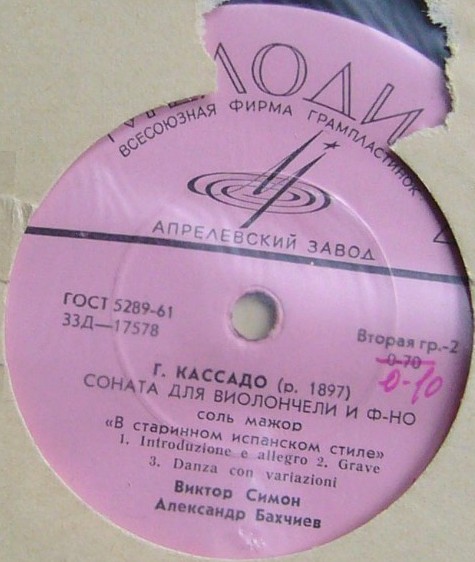 МЕЛОДИ
ВСЕСОЮЗНАЯ ФИРМА ГРАМПЛАСТИНОК
АПРЕЛЕВСКИЙ ЗАВОД
ГОСТ 5289-61
33Д—17578
Вторая гр.-2
0-70
0-10
Г. КАССАДО (р. 1897)
СОНАТА ДЛЯ ВИОЛОНЧЕЛИ И Ф-НО
соль мажор
«В старинном испанском стиле»
1. Introduzione e allegro 2. Grave
3. Danza con variazioni
Виктор Симон
Александр Бахчиев